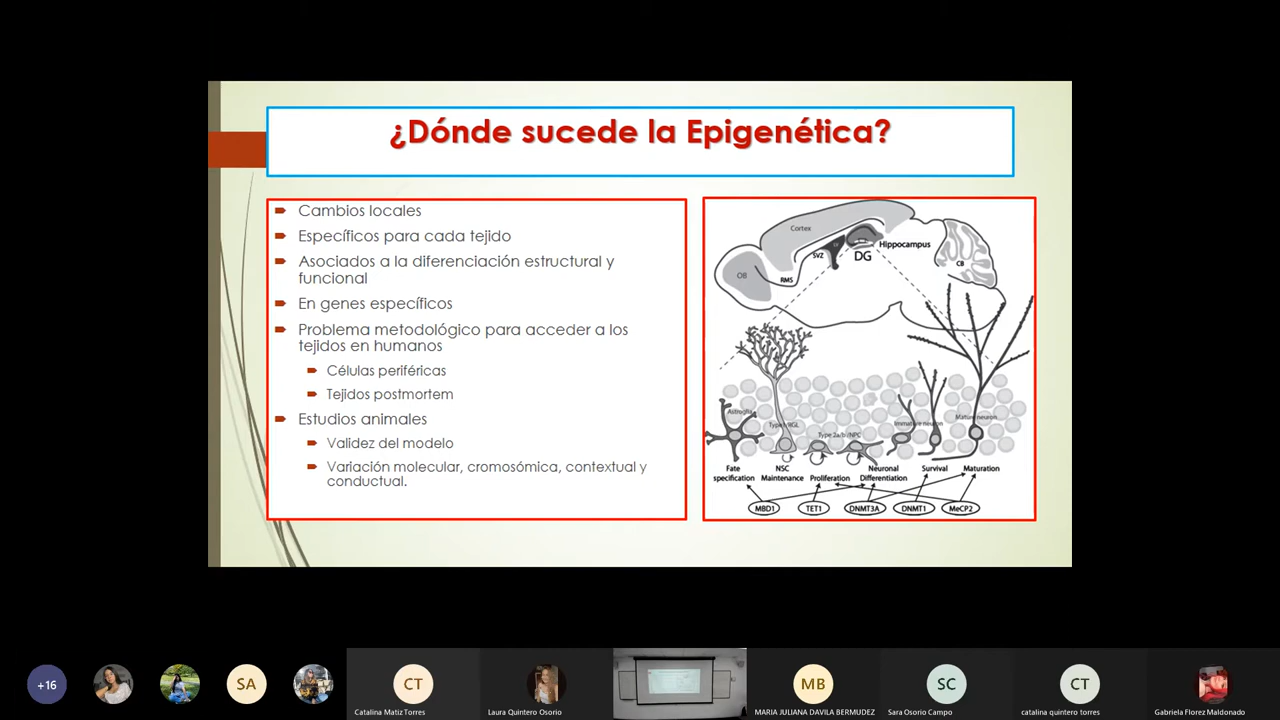 ¿Dónde sucede la Epigenética?
Cambios locales
Específicos para cada tejido
Asociados a la diferenciación estructural y
funcional
En genes específicos
Problema metodológico para acceder a los
tejidos en humanos
Células periféricas
Tejidos postmortem
Estudios animales
Validez del modelo
Variación molecular, cromosómica, contextual y
conductual.
Cortex
Hippocampus
SVZ
DG
CB
OB
RMS
Astroglia
Mature neuron
Immature neuron
Type 2a/b/NPC
Fate
specification
NSC
Maintenance
Proliferation
Neuronal
Differentiation
Survival
Maturation
MBD1
TET1
DNMT3A
DNMT1
MeCP2
+16
SA
CT
Catalina Matiz Torres
Laura Quintero Osorio
MB
MARIA JULIANA DAVILA BERMUDEZ
SC
Sara Osorio Campo
CT
catalina quintero torres
Gabriela Florez Maldonado